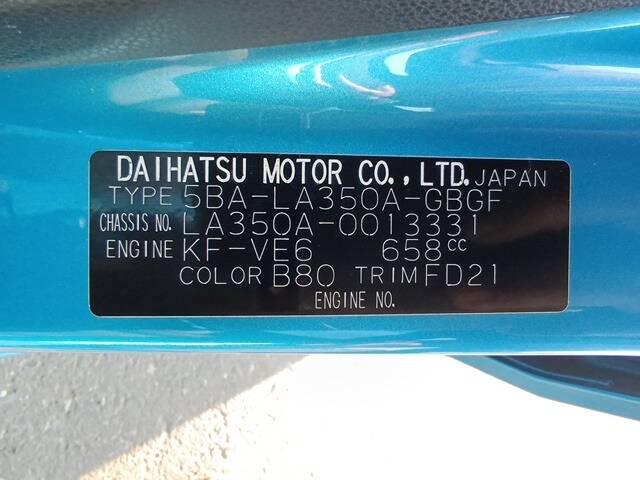 DAIHATSU MOTOR CO., LTD. JAPAN
TYPE 5BA-LA350A-GBGF
CHASSIS NO. LA350A-0013331
ENGINE KF-VE6 658cc
COLOR B80 TRIM FD21
ENGINE NO.